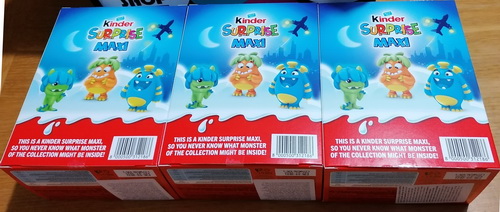 SHOP
Kinder
SURPRISE
MAXI
THIS IS A KINDER SURPRISE MAXI,
SO YOU NEVER KNOW WHAT MONSTER
OF THE COLLECTION MIGHT BE INSIDE!
Kinder
SURPRISE
MAXI
THIS IS A KINDER SURPRISE MAXI,
SO YOU NEVER KNOW WHAT MONSTER
OF THE COLLECTION MIGHT BE INSIDE!
Kinder
SURPRISE
MAXI
THIS IS A KINDER SURPRISE MAXI,
SO YOU NEVER KNOW WHAT MONSTER
OF THE COLLECTION MIGHT BE INSIDE!